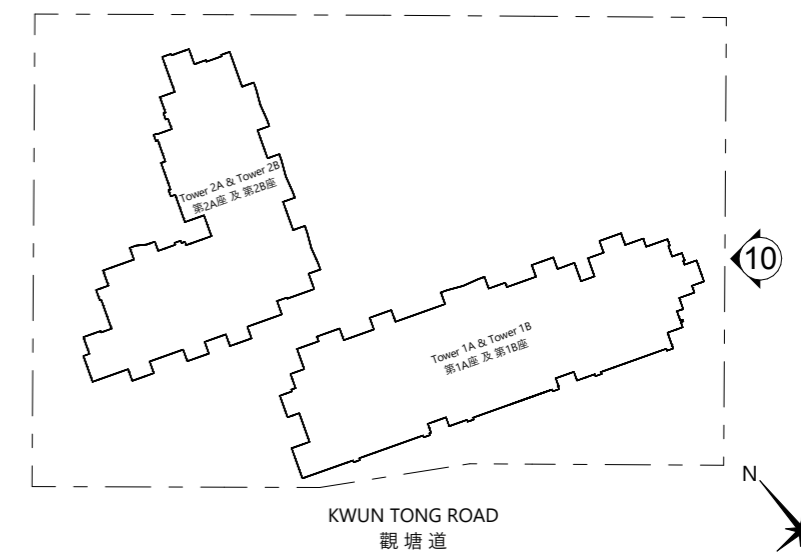 Tower 2A & Tower 2B
第2A座 及 第2B座
10
Tower 1A & Tower 1B
第1A座 及 第1B座
N
KWUN TONG ROAD
觀塘道